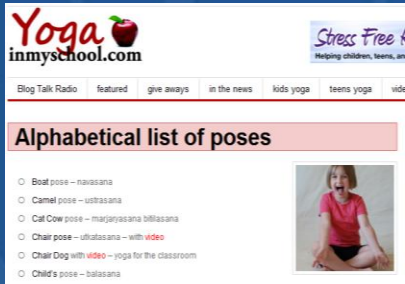 Yoga
inmyschool.com
Stress Free
Helping children, teens, an
Blog Talk Radio featured give aways in the news kids yoga teens yoga vide
Alphabetical list of poses
Boat pose – navasana
Camel pose – ustrasana
Cat Cow pose – marjaryasana bitilasana
Chair pose – utkatasana – with video
Chair Dog with video – yoga for the classroom
Child's pose – balasana